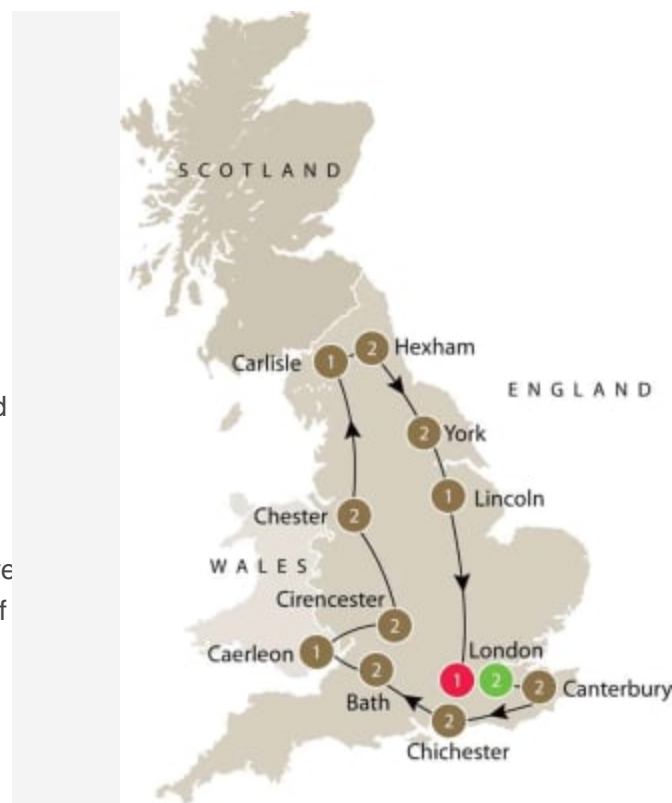 SCOTLAND
2 Hexham
Carlisle 1
ENGLAND
d
2 York
1 Lincoln
Chester 2
WALES
re
Cirencester
f
2
London
Caerleon 1
2
1 2 2 Canterbury
Bath
2
Chichester